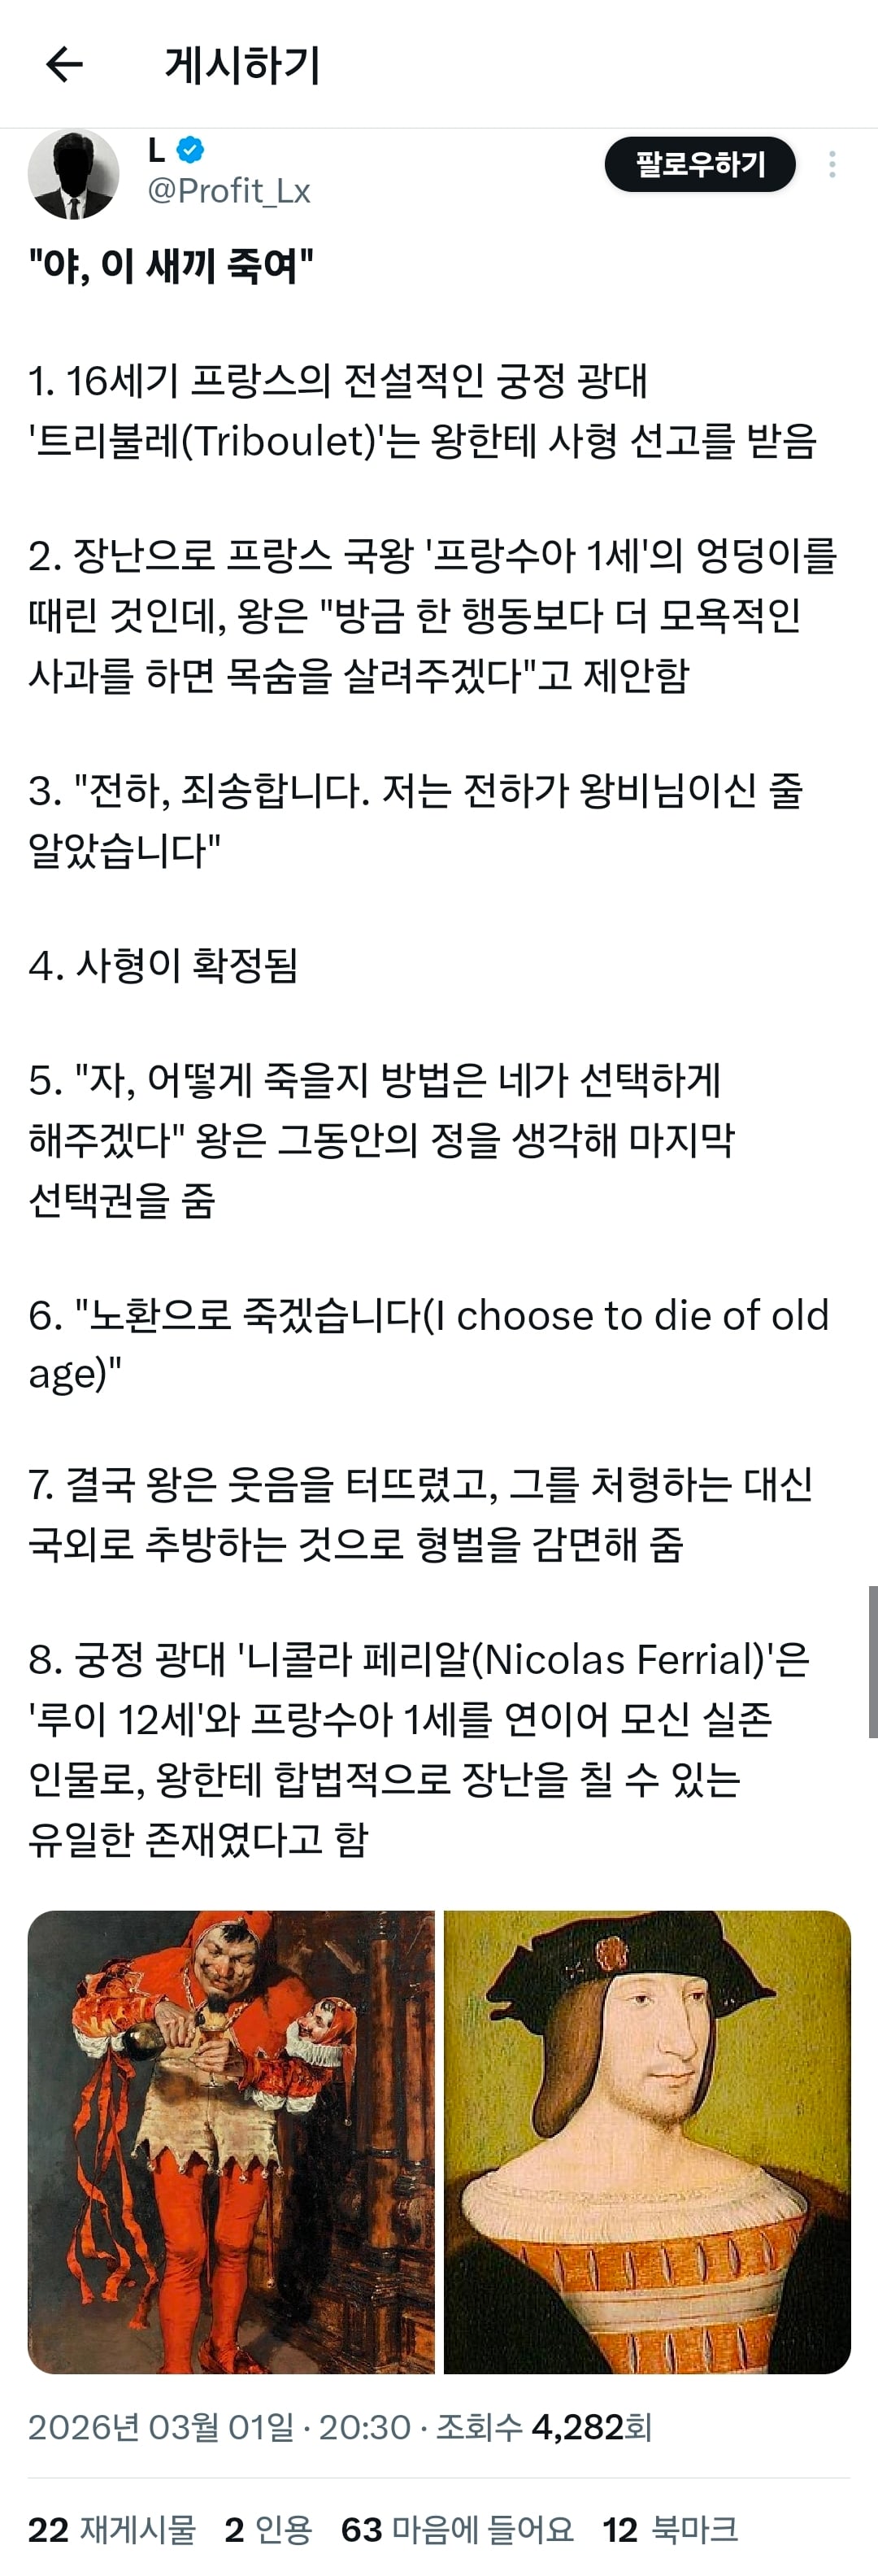 게시하기
L
@Profit_Lx
팔로우하기
"야, 이 새끼 죽여"
1. 16세기 프랑스의 전설적인 궁정 광대
'트리불레(Triboulet)'는 왕한테 사형 선고를 받음
2. 장난으로 프랑스 국왕 '프랑수아 1세'의 엉덩이를
때린 것인데, 왕은 "방금 한 행동보다 더 모욕적인
사과를 하면 목숨을 살려주겠다"고 제안함
3. "전하, 죄송합니다. 저는 전하가 왕비님이신 줄
알았습니다"
4. 사형이 확정됨
5. "자, 어떻게 죽을지 방법은 네가 선택하게
해주겠다" 왕은 그동안의 정을 생각해 마지막
선택권을 줌
6. "노환으로 죽겠습니다(I choose to die of old
age)"
7. 결국 왕은 웃음을 터뜨렸고, 그를 처형하는 대신
국외로 추방하는 것으로 형벌을 감면해 줌
8. 궁정 광대 '니콜라 페리알(Nicolas Ferrial)'은
'루이 12세'와 프랑수아 1세를 연이어 모신 실존
인물로, 왕한테 합법적으로 장난을 칠 수 있는
유일한 존재였다고 함
2026년 03월 01일 · 20:30 · 조회수 4,282회
22 재게시물 2 인용 63 마음에 들어요 12 북마크